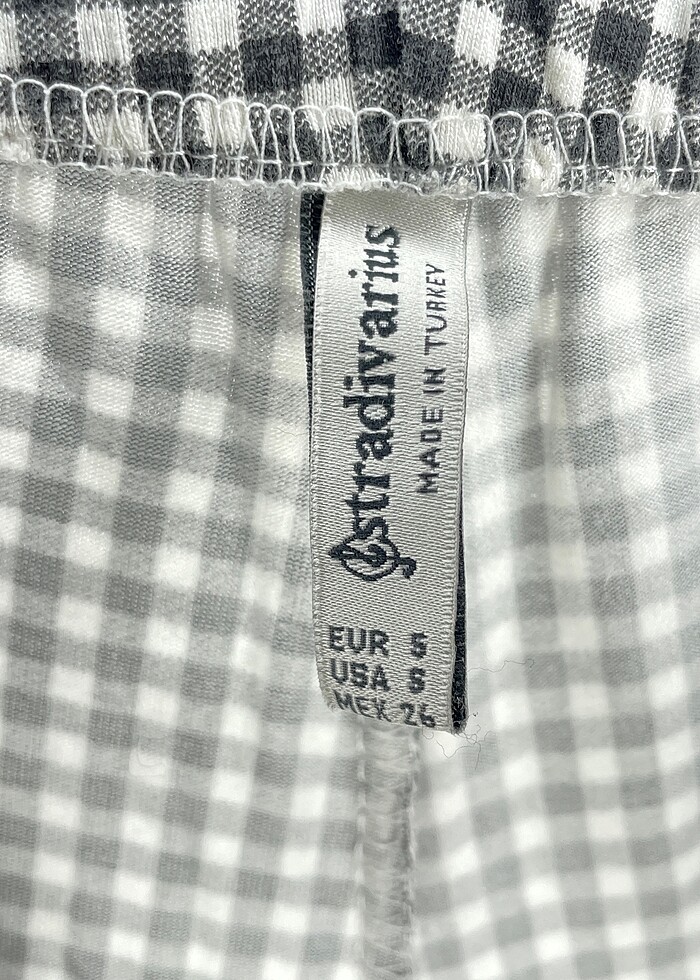 stradivarius
MADE IN TURKEY
EUR S
USA S
MEX 26